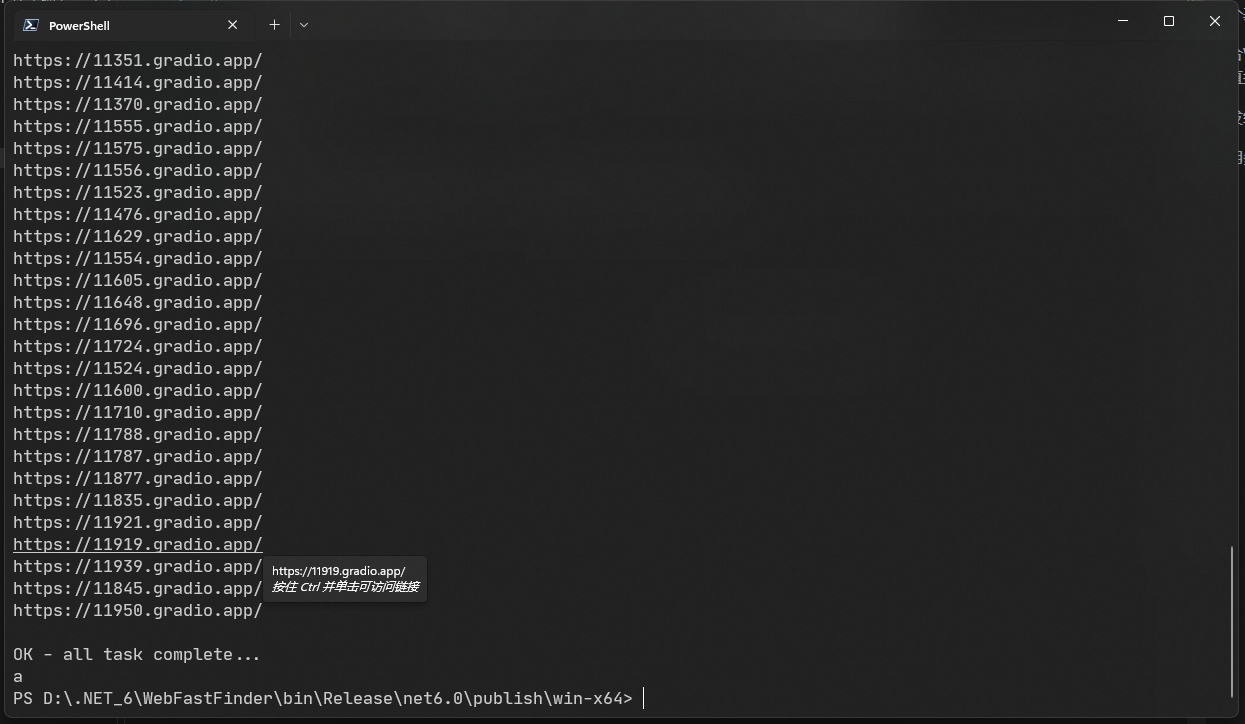 PowerShell
https://11351.gradio.app/
https://11414.gradio.app/
https://11370.gradio.app/
https://11555.gradio.app/
https://11575.gradio.app/
https://11556.gradio.app/
https://11523.gradio.app/
https://11476.gradio.app/
https://11629.gradio.app/
https://11554.gradio.app/
https://11605.gradio.app/
https://11648.gradio.app/
https://11696.gradio.app/
https://11724.gradio.app/
https://11524.gradio.app/
https://11600.gradio.app/
https://11710.gradio.app/
https://11788.gradio.app/
https://11787.gradio.app/
https://11877.gradio.app/
https://11835.gradio.app/
https://11921.gradio.app/
https://11919.gradio.app/
https://11939.gradio.app/
https://11919.gradio.app/
按住 Ctrl 并单击可访问链接
https://11845.gradio.app/
https://11950.gradio.app/
OK - all task complete...
a
PS D:\.NET_6\WebFastFinder\bin\Release\net6.0\publish\win-x64>